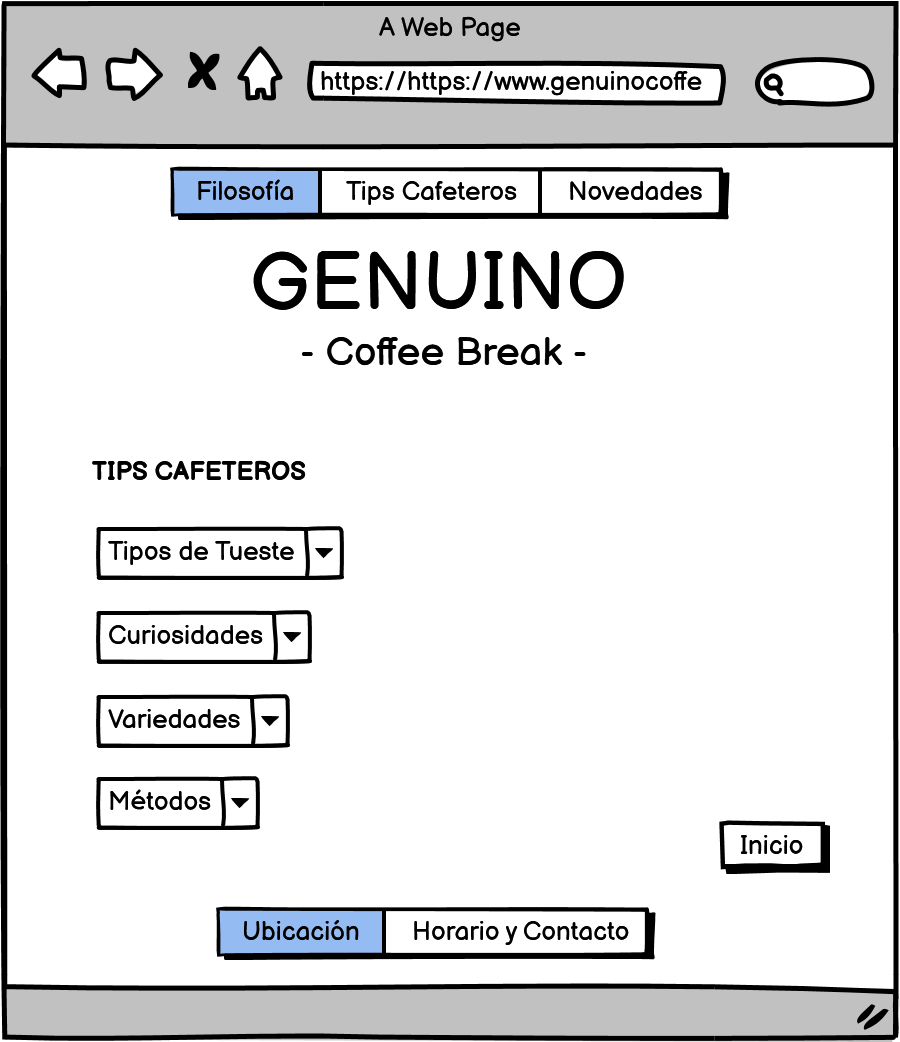 A Web Page
https://https://www.genuinocoffe
Filosofía Tips Cafeteros Novedades
GENUINO
- Coffee Break -
TIPS CAFETEROS
Tipos de Tueste
Curiosidades
Variedades
Métodos
Inicio
Ubicación Horario y Contacto